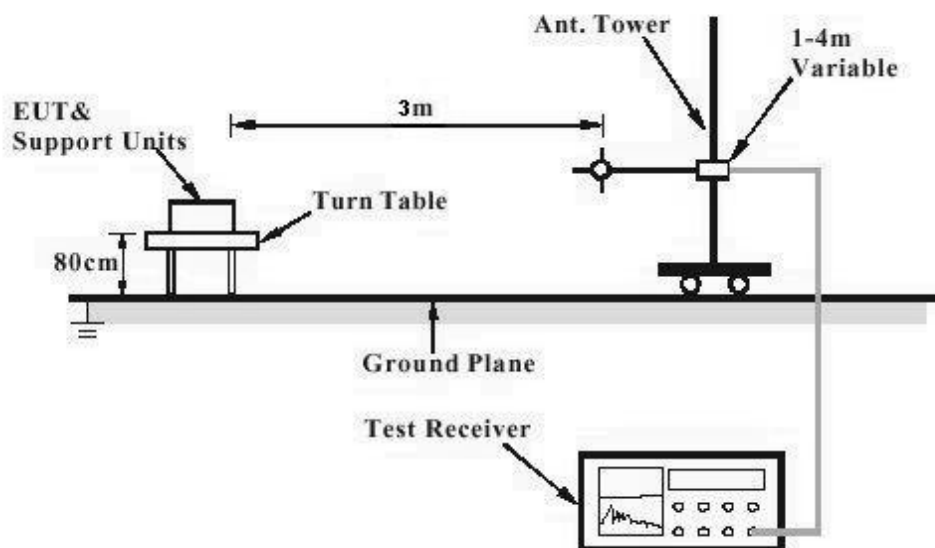 Ant. Tower
1-4m
Variable
EUT&
Support Units
3m
Turn Table
80cm
Ground Plane
Test Receiver